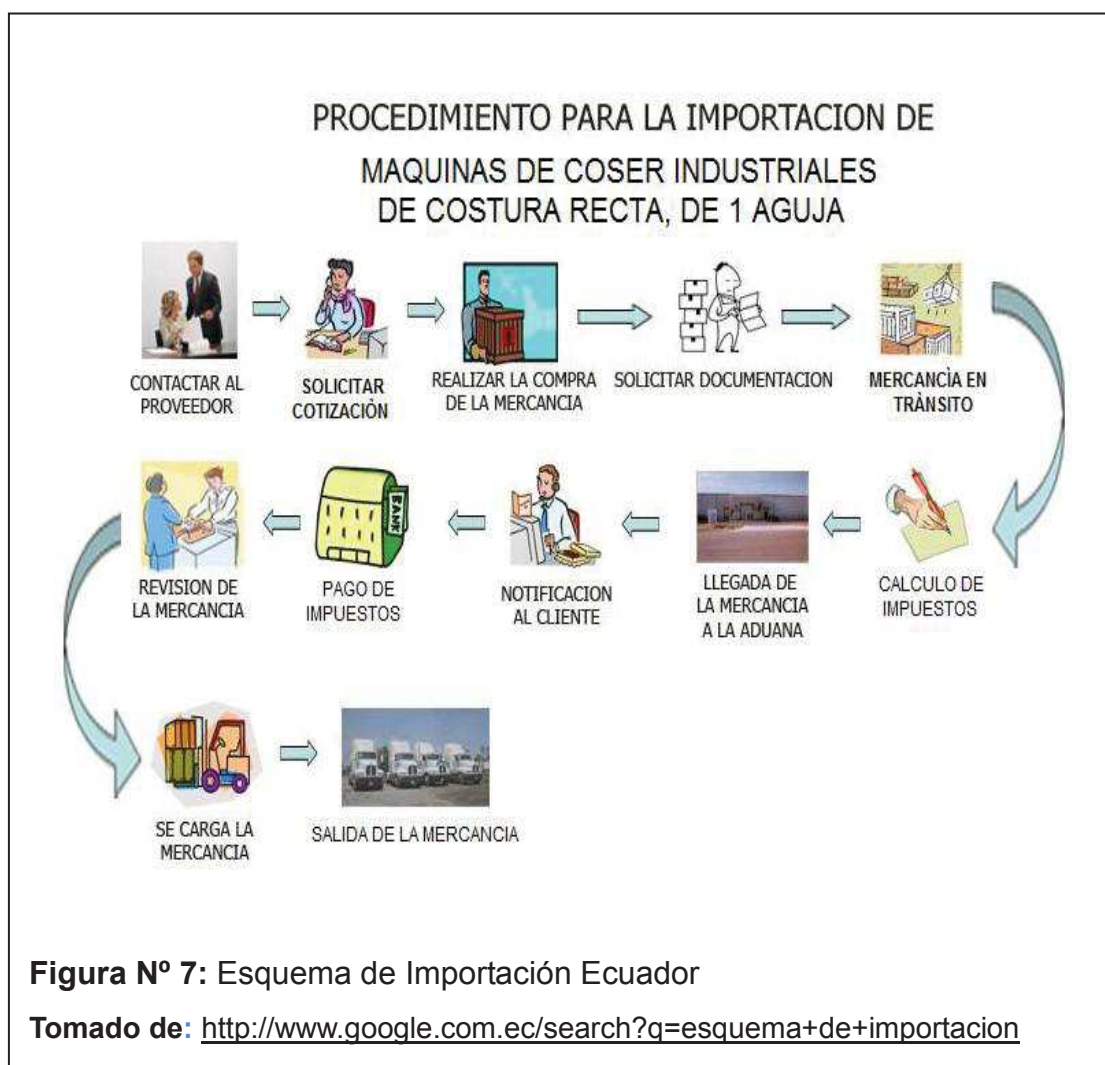 PROCEDIMIENTO PARA LA IMPORTACION DE
MAQUINAS DE COSER INDUSTRIALES
DE COSTURA RECTA, DE 1 AGUJA
CONTACTAR AL
PROVEEDOR
SOLICITAR
COTIZACIÒN
REALIZAR LA COMPRA
DE LA MERCANCIA
SOLICITAR DOCUMENTACION
MERCANCÌA EN
TRÀNSITO
CALCULO DE
IMPUESTOS
LLEGADA DE
LA MERCANCIA
A LA ADUANA
NOTIFICACION
AL CLIENTE
BANK
PAGO DE
IMPUESTOS
REVISION DE
LA MERCANCIA
SE CARGA LA
MERCANCIA
SALIDA DE LA MERCANCIA
Figura Nº 7: Esquema de Importación Ecuador
Tomado de: http://www.google.com.ec/search?q=esquema+de+importacion